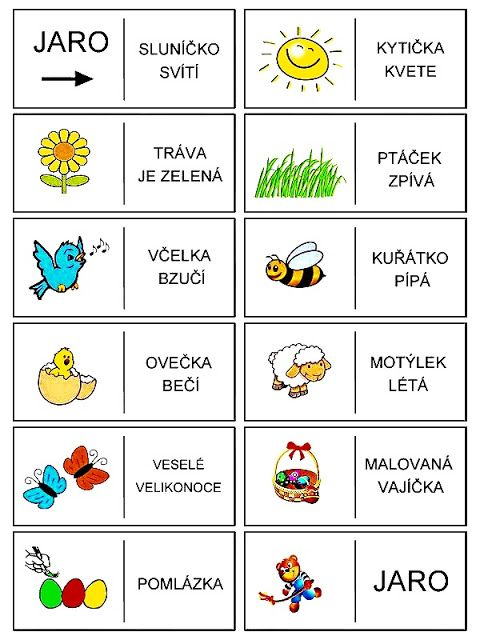 JARO
SLUNÍČKO
SVÍTÍ
KYTIČKA
KVETE
TRÁVA
JE ZELENÁ
PTÁČEK
ZPÍVÁ
VČELKA
BZUČÍ
KUŘÁTKO
PÍPÁ
OVEČKA
BEČÍ
MOTÝLEK
LÉTÁ
VESELÉ
VELIKONOCE
MALOVANÁ
VAJÍČKA
POMLÁZKA
JARO